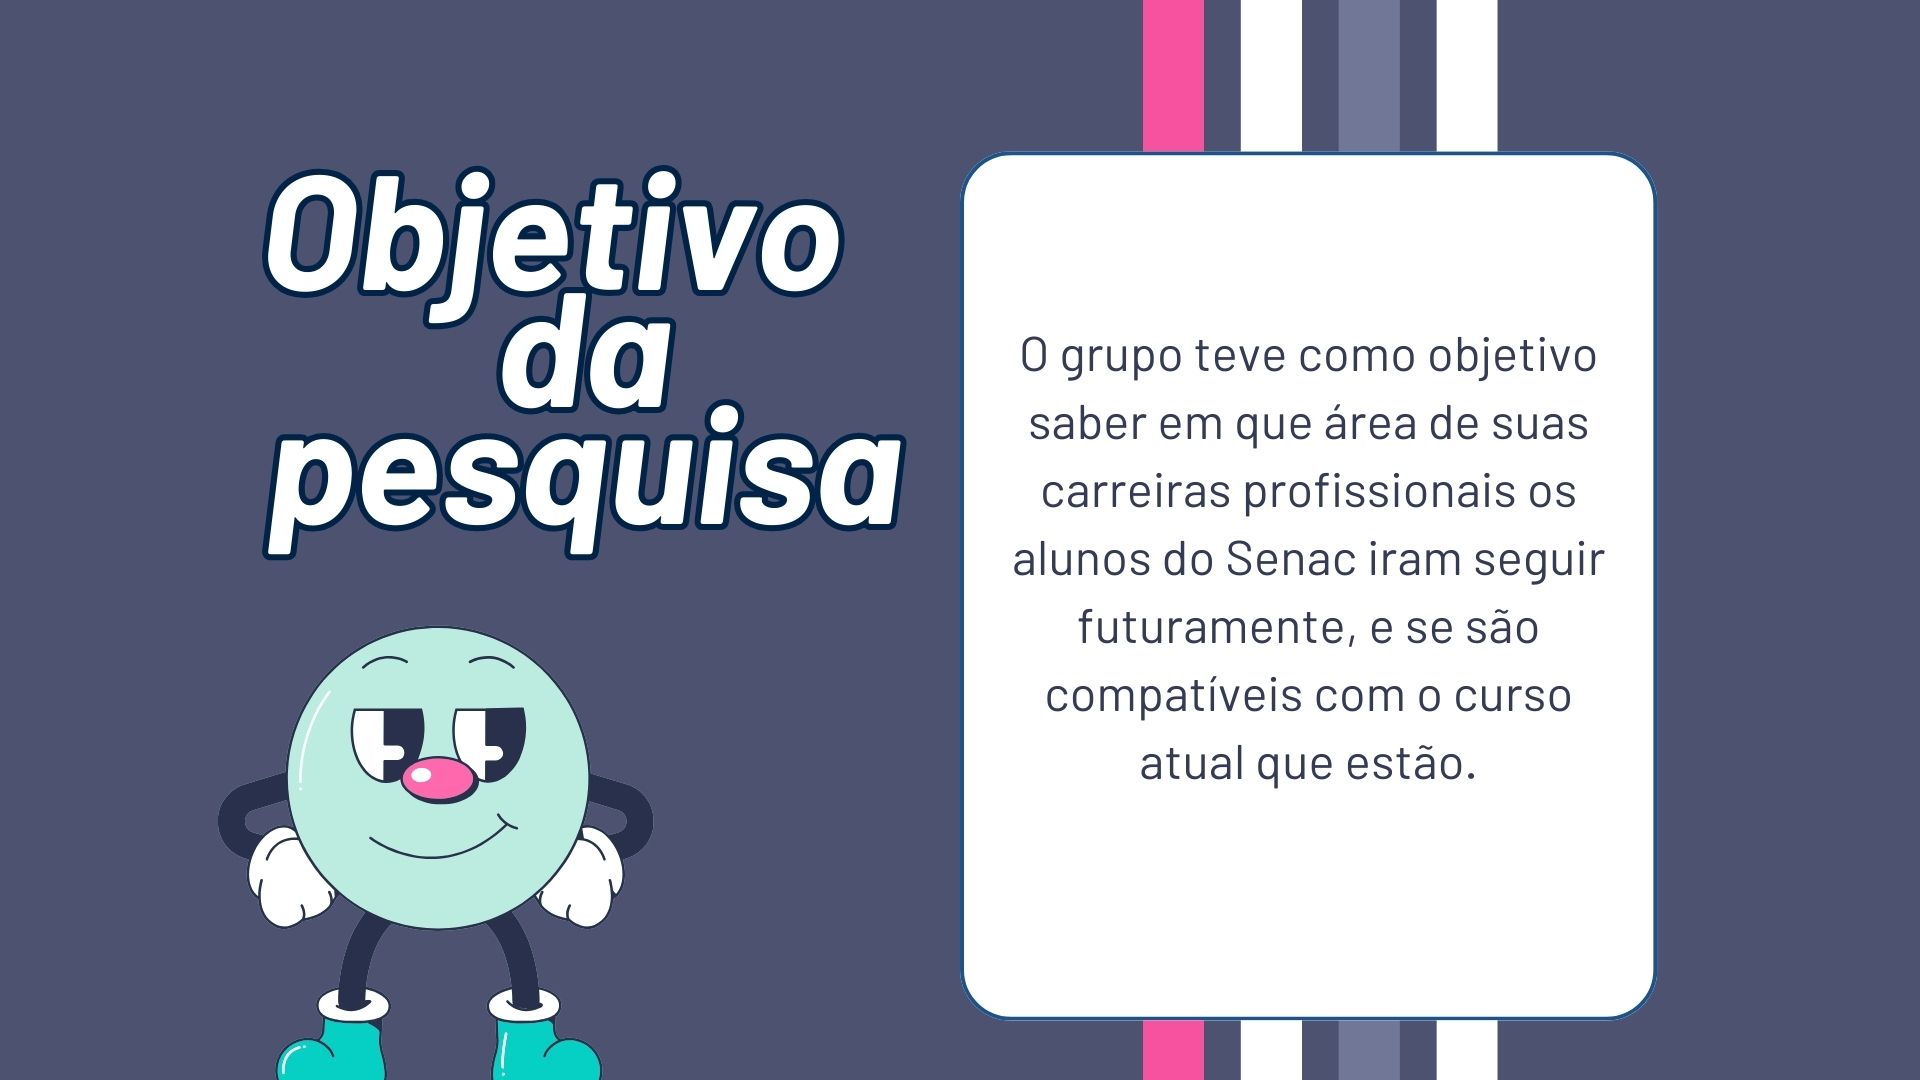 Objetivo
da
pesquisa
O grupo teve como objetivo
saber em que área de suas
carreiras profissionais os
alunos do Senac iram seguir
futuramente, e se são
compatíveis com o curso
atual que estão.